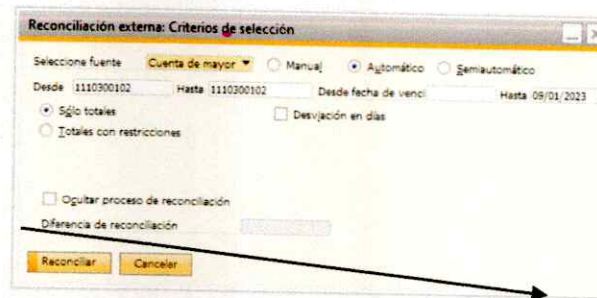 Reconciliación externa: Criterios de selección
Seleccione fuente Cuenta de mayor Manual Automático Semiautomático
Desde 1110300102 Hasta 1110300102 Desde fecha de venci Hasta 09/01/2023
Sólo totales Desviación en días
Totales con restricciones
Ocultar proceso de reconciliación
Diferencia de reconciliación
Reconciliar Cancelar